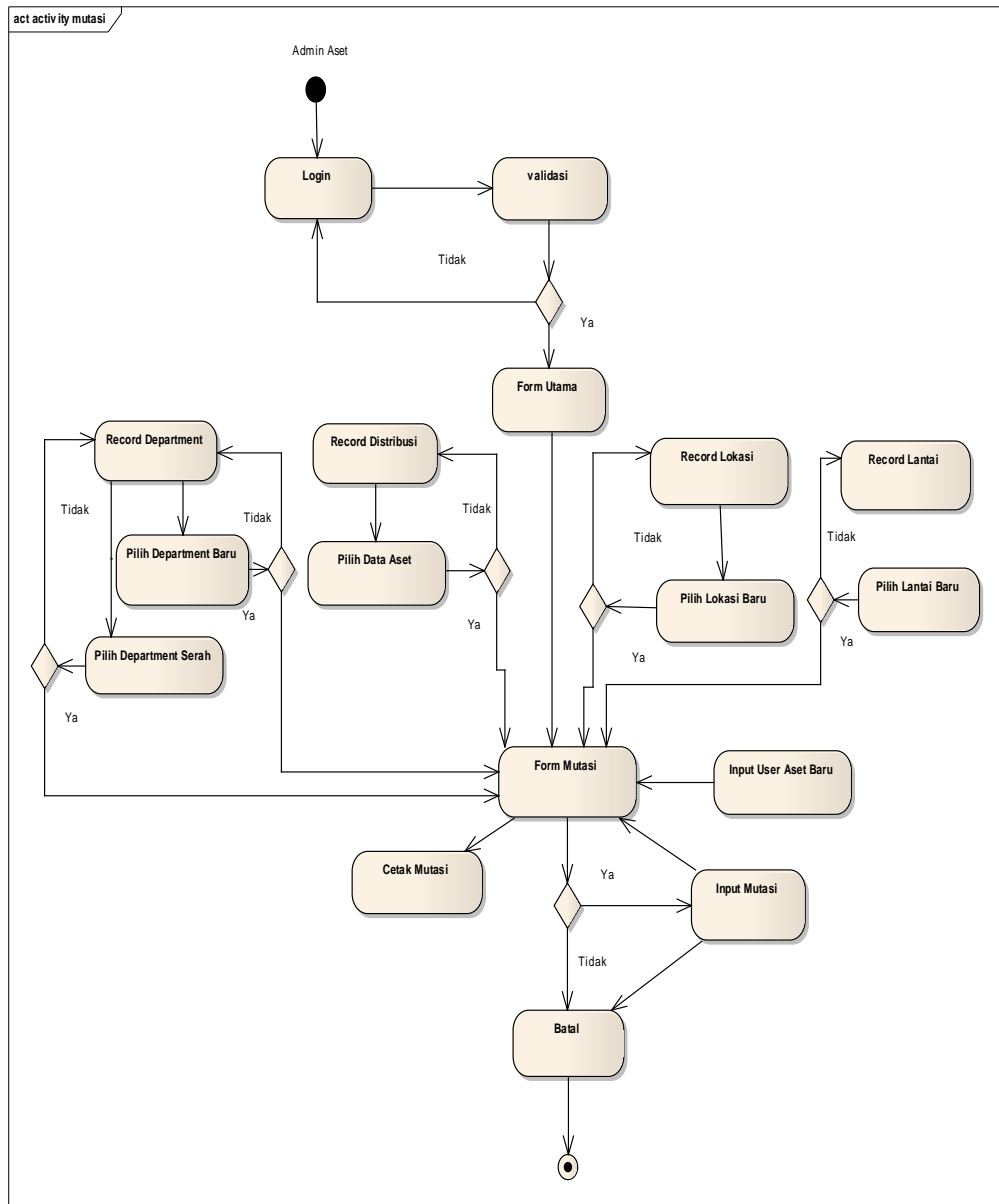 act activity mutasi
Admin Aset
Login
validasi
Tidak
Ya
Form Utama
Record Department
Record Distribusi
Record Lokasi
Record Lantai
Tidak
Tidak
Tidak
Tidak
Tidak
Pilih Department Baru
Pilih Data Aset
Pilih Lokasi Baru
Pilih Lantai Baru
Ya
Ya
Ya
Ya
Pilih Department Serah
Ya
Form Mutasi
Input User Aset Baru
Cetak Mutasi
Ya
Input Mutasi
Tidak
Batal